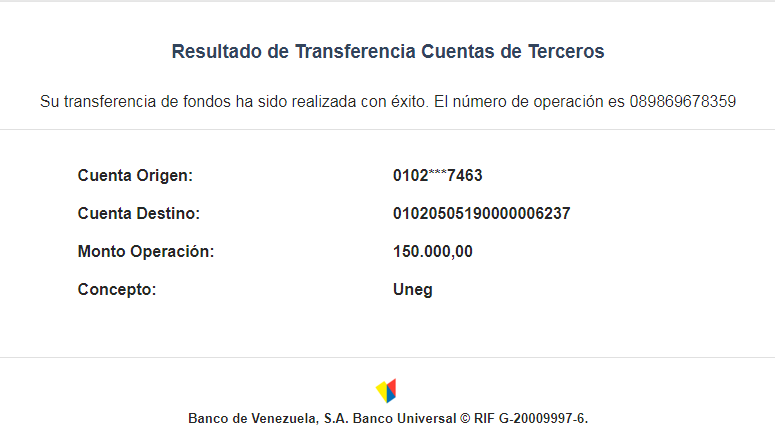 Resultado de Transferencia Cuentas de Terceros
Su transferencia de fondos ha sido realizada con éxito. El número de operación es 089869678359
Cuenta Origen: 0102***7463
Cuenta Destino: 01020505190000006237
Monto Operación: 150.000,00
Concepto: Uneg
Banco de Venezuela, S.A. Banco Universal © RIF G-20009997-6.